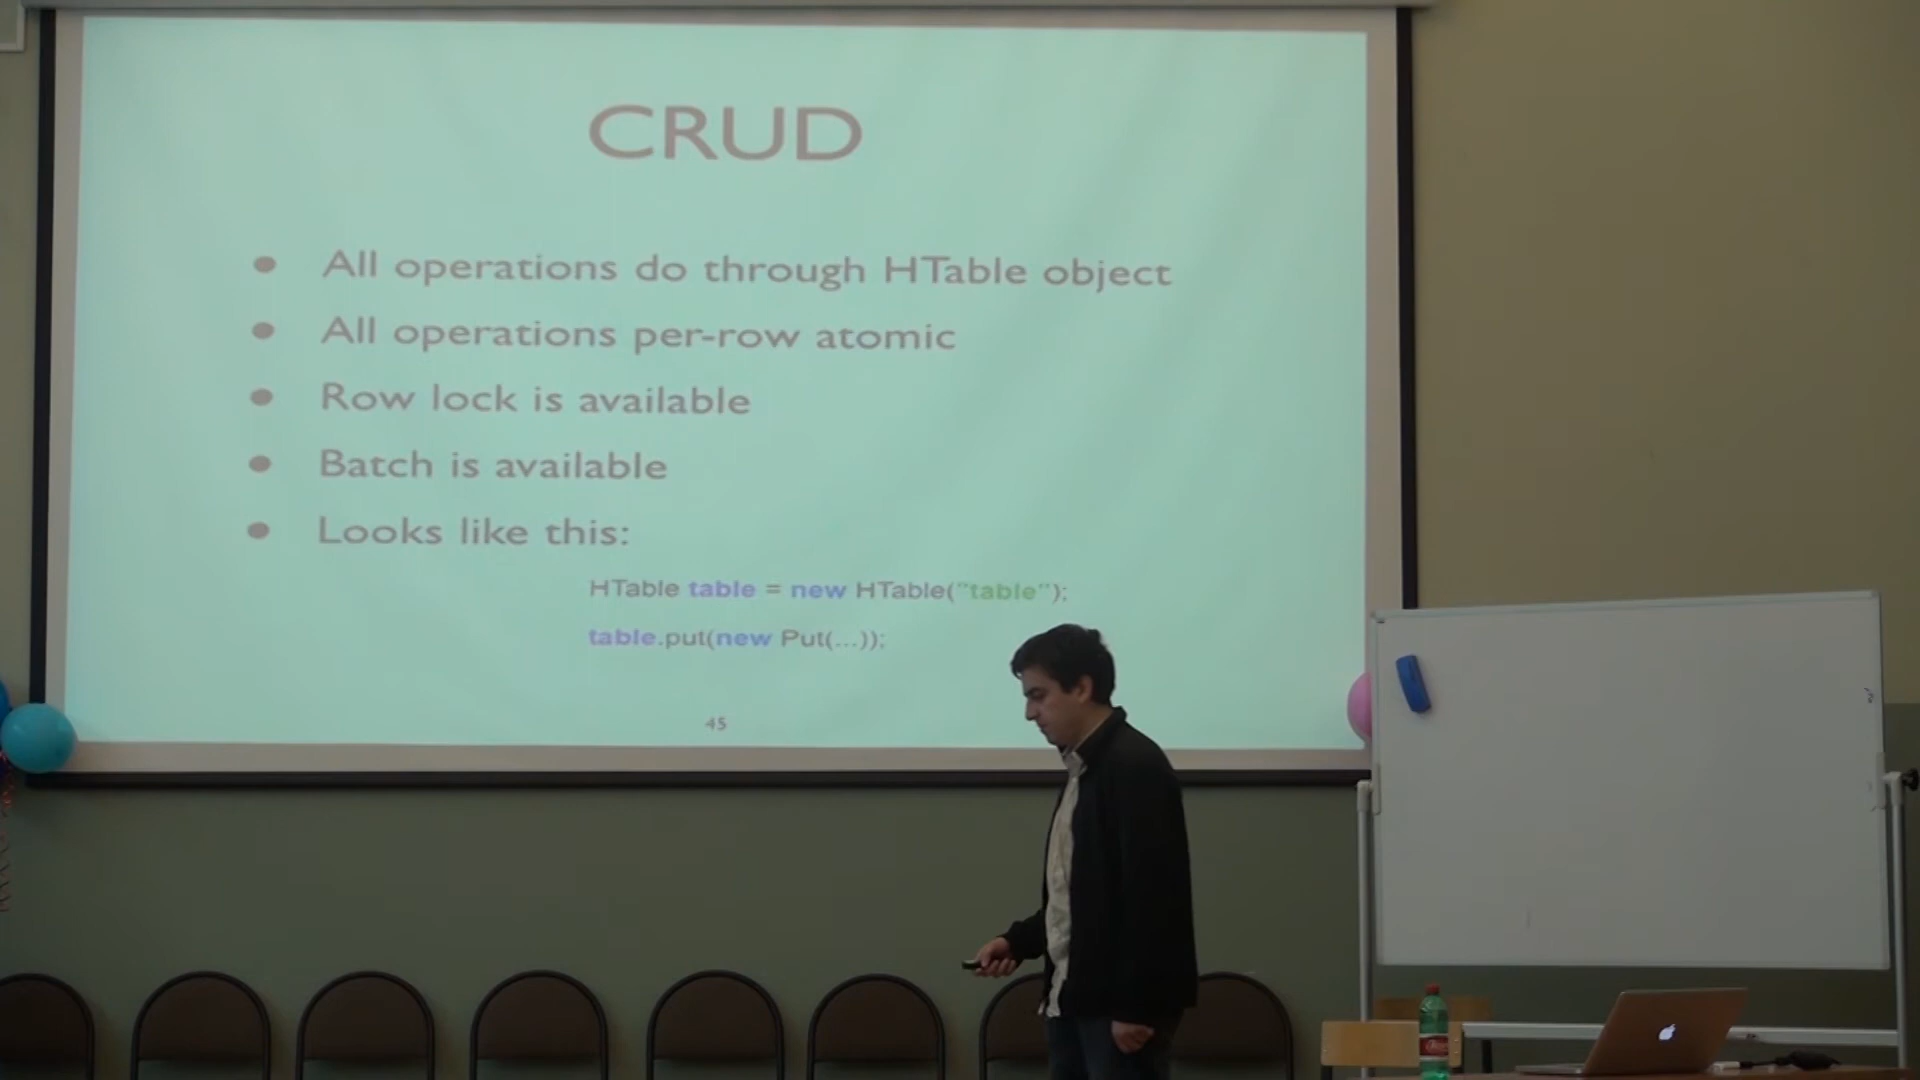 CRUD
● All operations do through HTable object
● All operations per-row atomic
● Row lock is available
● Batch is available
● Looks like this:
HTable table = new HTable("table");
table.put(new Put(...));
45